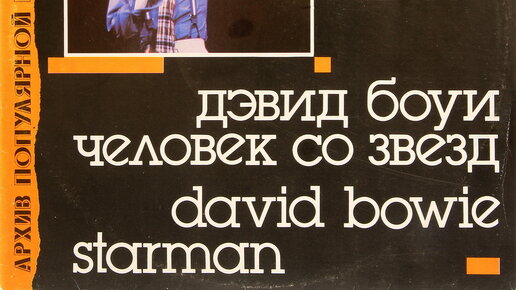 АРХИВ ПОПУЛЯРНОЙ
дэвид боуи
человек со звезд
david bowie
starman